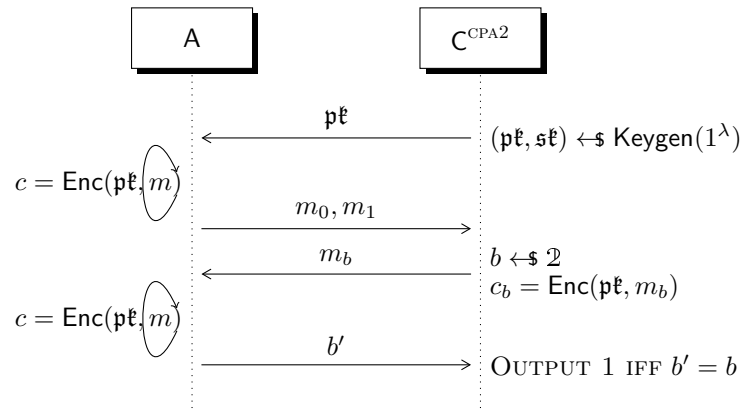 A
C^CPA2
𝔭𝔨
(𝔭𝔨, 𝔰𝔨) ←$ Keygen(1^λ)
c = Enc(𝔭𝔨, m)
m_0, m_1
m_b
b ←$ 𝟚
c_b = Enc(𝔭𝔨, m_b)
c = Enc(𝔭𝔨, m)
b′
OUTPUT 1 IFF b′ = b